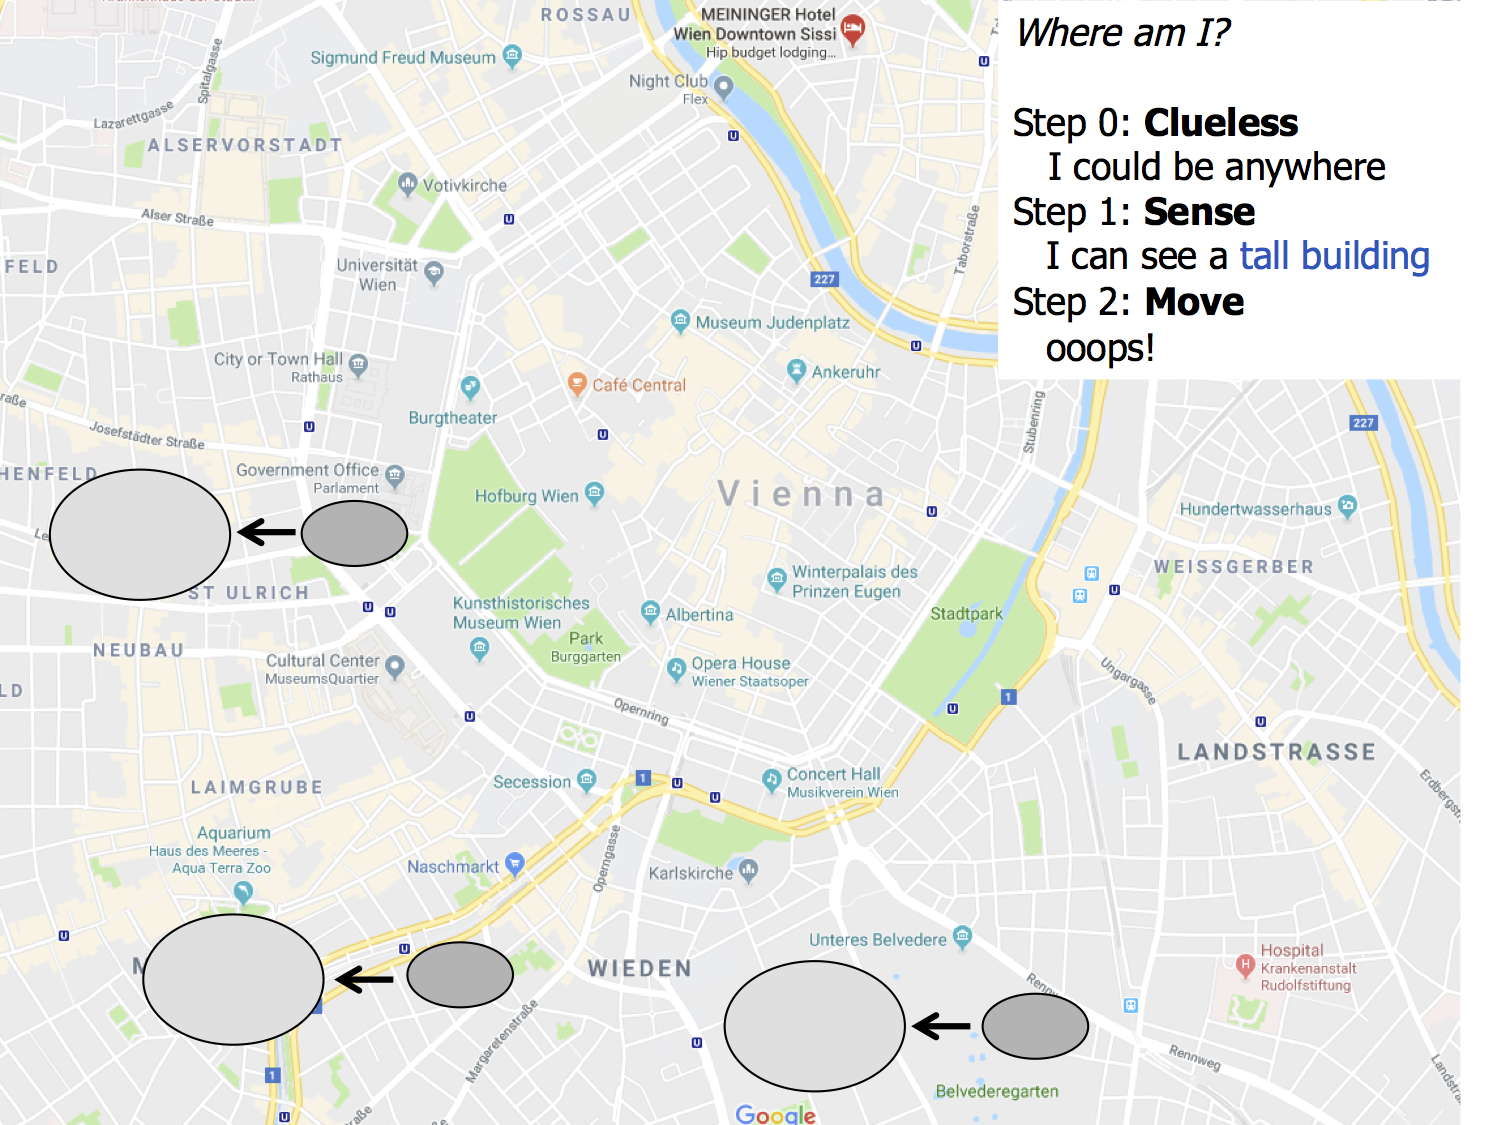 Where am I?
Step 0: Clueless
I could be anywhere
Step 1: Sense
I can see a tall building
Step 2: Move
ooops!
ROSSAU
MEININGER Hotel
Wien Downtown Sissi
Hip budget lodging...
Sigmund Freud Museum
Night Club
Flex
Spitalgasse
Lazarettgasse
ALSERVORSTADT
Votivkirche
Alser Straße
Universität
Wien
FELD
Taborstraße
227
Museum Judenplatz
City or Town Hall
Rathaus
Café Central
Ankeruhr
Burgtheater
raße
Josefstädter Straße
Stubenring
227
HENFELD
Government Office
Parlament
Hofburg Wien
Vienna
Hundertwasserhaus
Le
WEISSGERBER
ST ULRICH
Winterpalais des
Prinzen Eugen
Kunsthistorisches
Museum Wien
Albertina
Stadtpark
NEUBAU
Park
Burggarten
Cultural Center
MuseumsQuartier
Opera House
Wiener Staatsoper
Ungargasse
LD
1
Opernring
LANDSTRASSE
LAIMGRUBE
Secession
1
Concert Hall
Musikverein Wien
Erdbergst
Aquarium
Haus des Meeres -
Aqua Terra Zoo
Naschmarkt
Operngasse
Karlskirche
Unteres Belvedere
M
WIEDEN
Hospital
Krankenanstalt
Rudolfstiftung
Renn
Margaretenstraße
Rennweg
1
Landstra
Belvederegarten
aße
Google